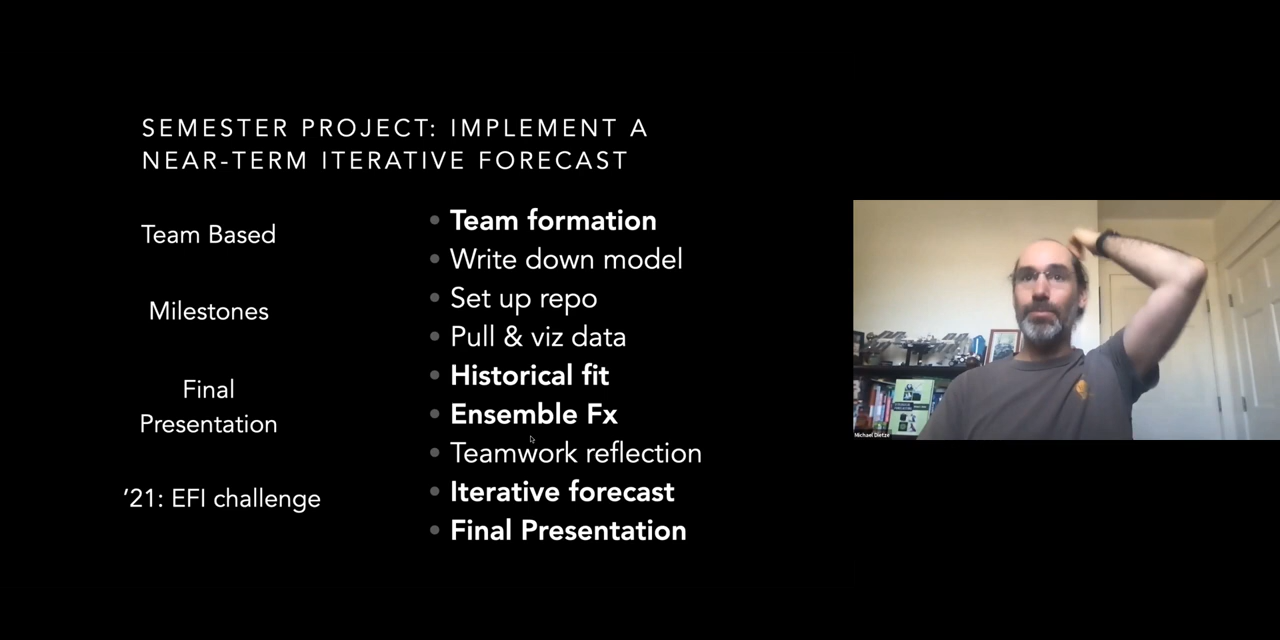 SEMESTER PROJECT: IMPLEMENT A
NEAR-TERM ITERATIVE FORECAST
Team Based
Milestones
Final
Presentation
’21: EFI challenge
Team formation
Write down model
Set up repo
Pull & viz data
Historical fit
Ensemble Fx
Teamwork reflection
Iterative forecast
Final Presentation
Michael Dietze